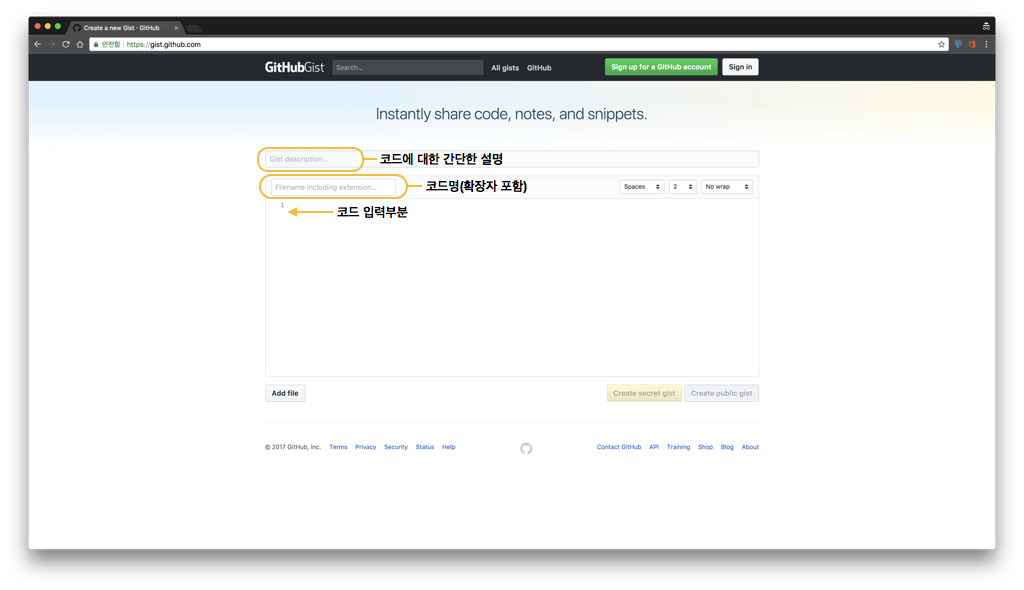 Create a new Gist · GitHub
안전함 https://gist.github.com
GitHubGist Search... All gists GitHub Sign up for a GitHub account Sign in
Instantly share code, notes, and snippets.
Gist description... 코드에 대한 간단한 설명
Filename including extension... 코드명(확장자 포함) Spaces 2 No wrap
1 코드 입력부분
Add file Create secret gist Create public gist
© 2017 GitHub, Inc. Terms Privacy Security Status Help Contact GitHub API Training Shop Blog About